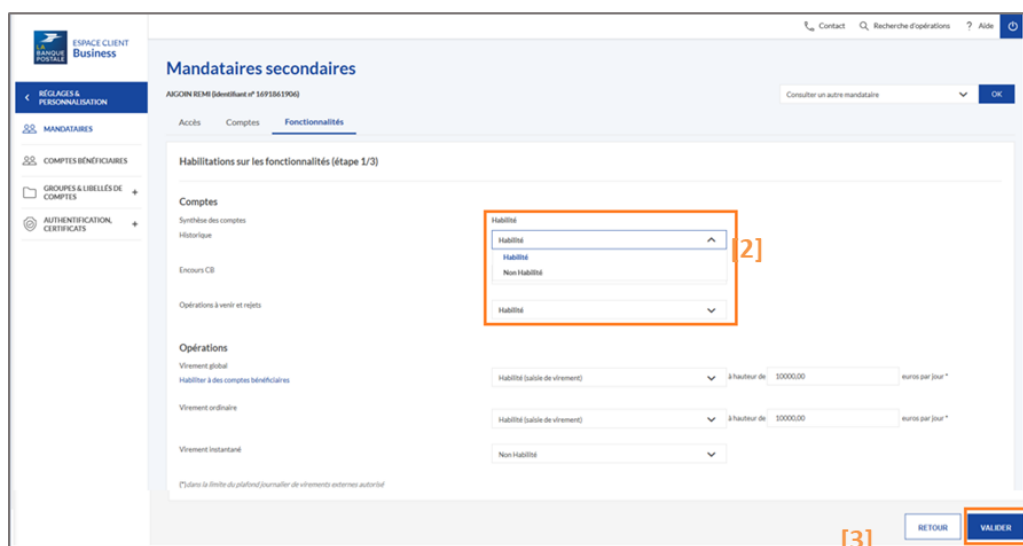 Contact Recherche d'opérations ? Aide
LA
BANQUE
POSTALE
ESPACE CLIENT
Business
Mandataires secondaires
RÉGLAGES &
PERSONNALISATION
AIGOIN REMI (identifiant n° 1691861906)
Consulter un autre mandataire OK
MANDATAIRES
Accès Comptes Fonctionnalités
COMPTES BÉNÉFICIAIRES
Habilitations sur les fonctionnalités (étape 1/3)
GROUPES & LIBELLÉS DE
COMPTES +
AUTHENTIFICATION,
CERTIFICATS +
Comptes
Synthèse des comptes Habilité
Historique Habilité
[2]
Habilité
Non Habilité
Encours CB
Opérations à venir et rejets Habilité
Opérations
Virement global
Habiliter à des comptes bénéficiaires
Habilité (saisie de virement) à hauteur de 10000,00 euros par jour *
Virement ordinaire
Habilité (saisie de virement) à hauteur de 10000,00 euros par jour *
Virement instantané
Non Habilité
(*) dans la limite du plafond journalier de virements externes autorisé
RETOUR VALIDER
[3]